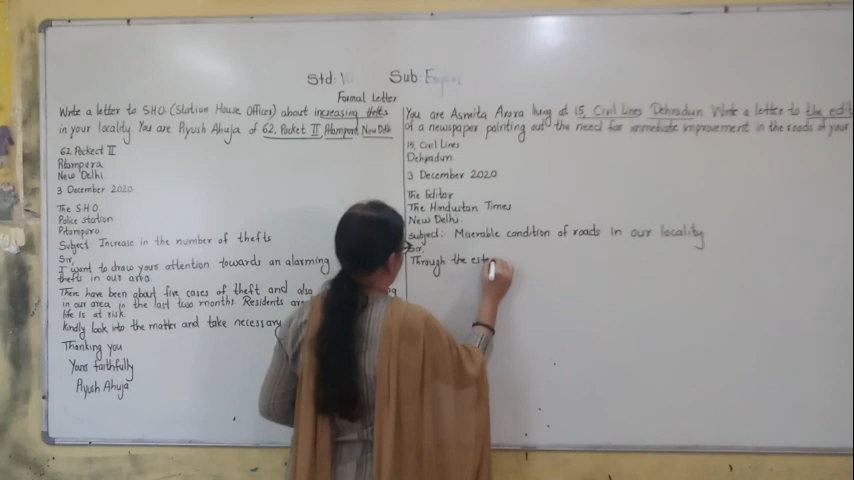 Std: VII Sub: English
Formal Letter
Write a letter to S.H.O. (Station House Officer) about increasing thefts
in your locality You are Piyush Ahuja of 62, Pocket II Pitampura New Delhi
62 Pockect II
Pitampura
New Delhi.
3 December 2020
The S.H.O.
Police station
Pitampura
Subject: Increase in the number of thefts
Sir,
I want to draw your attention towards an alarming
thefts in our area.
There have been about five cases of theft and also
in our area in the last two months. Residents are
life is at risk.
kindly look into the matter and take necessary
Thanking you
Yours faithfully
Piyush Ahuja
You are Asmita Arora living at 15, Civil Lines Dehradun. Write a letter to the edi
of a newspaper pointing out the need for immediate improvement in the roads of your
15, Civil Lines
Dehradun.
3 December 2020
The Editor
The Hindustan Times
New Delhi.
Subject: Miserable condition of roads in our locality
Sir,
Through the este